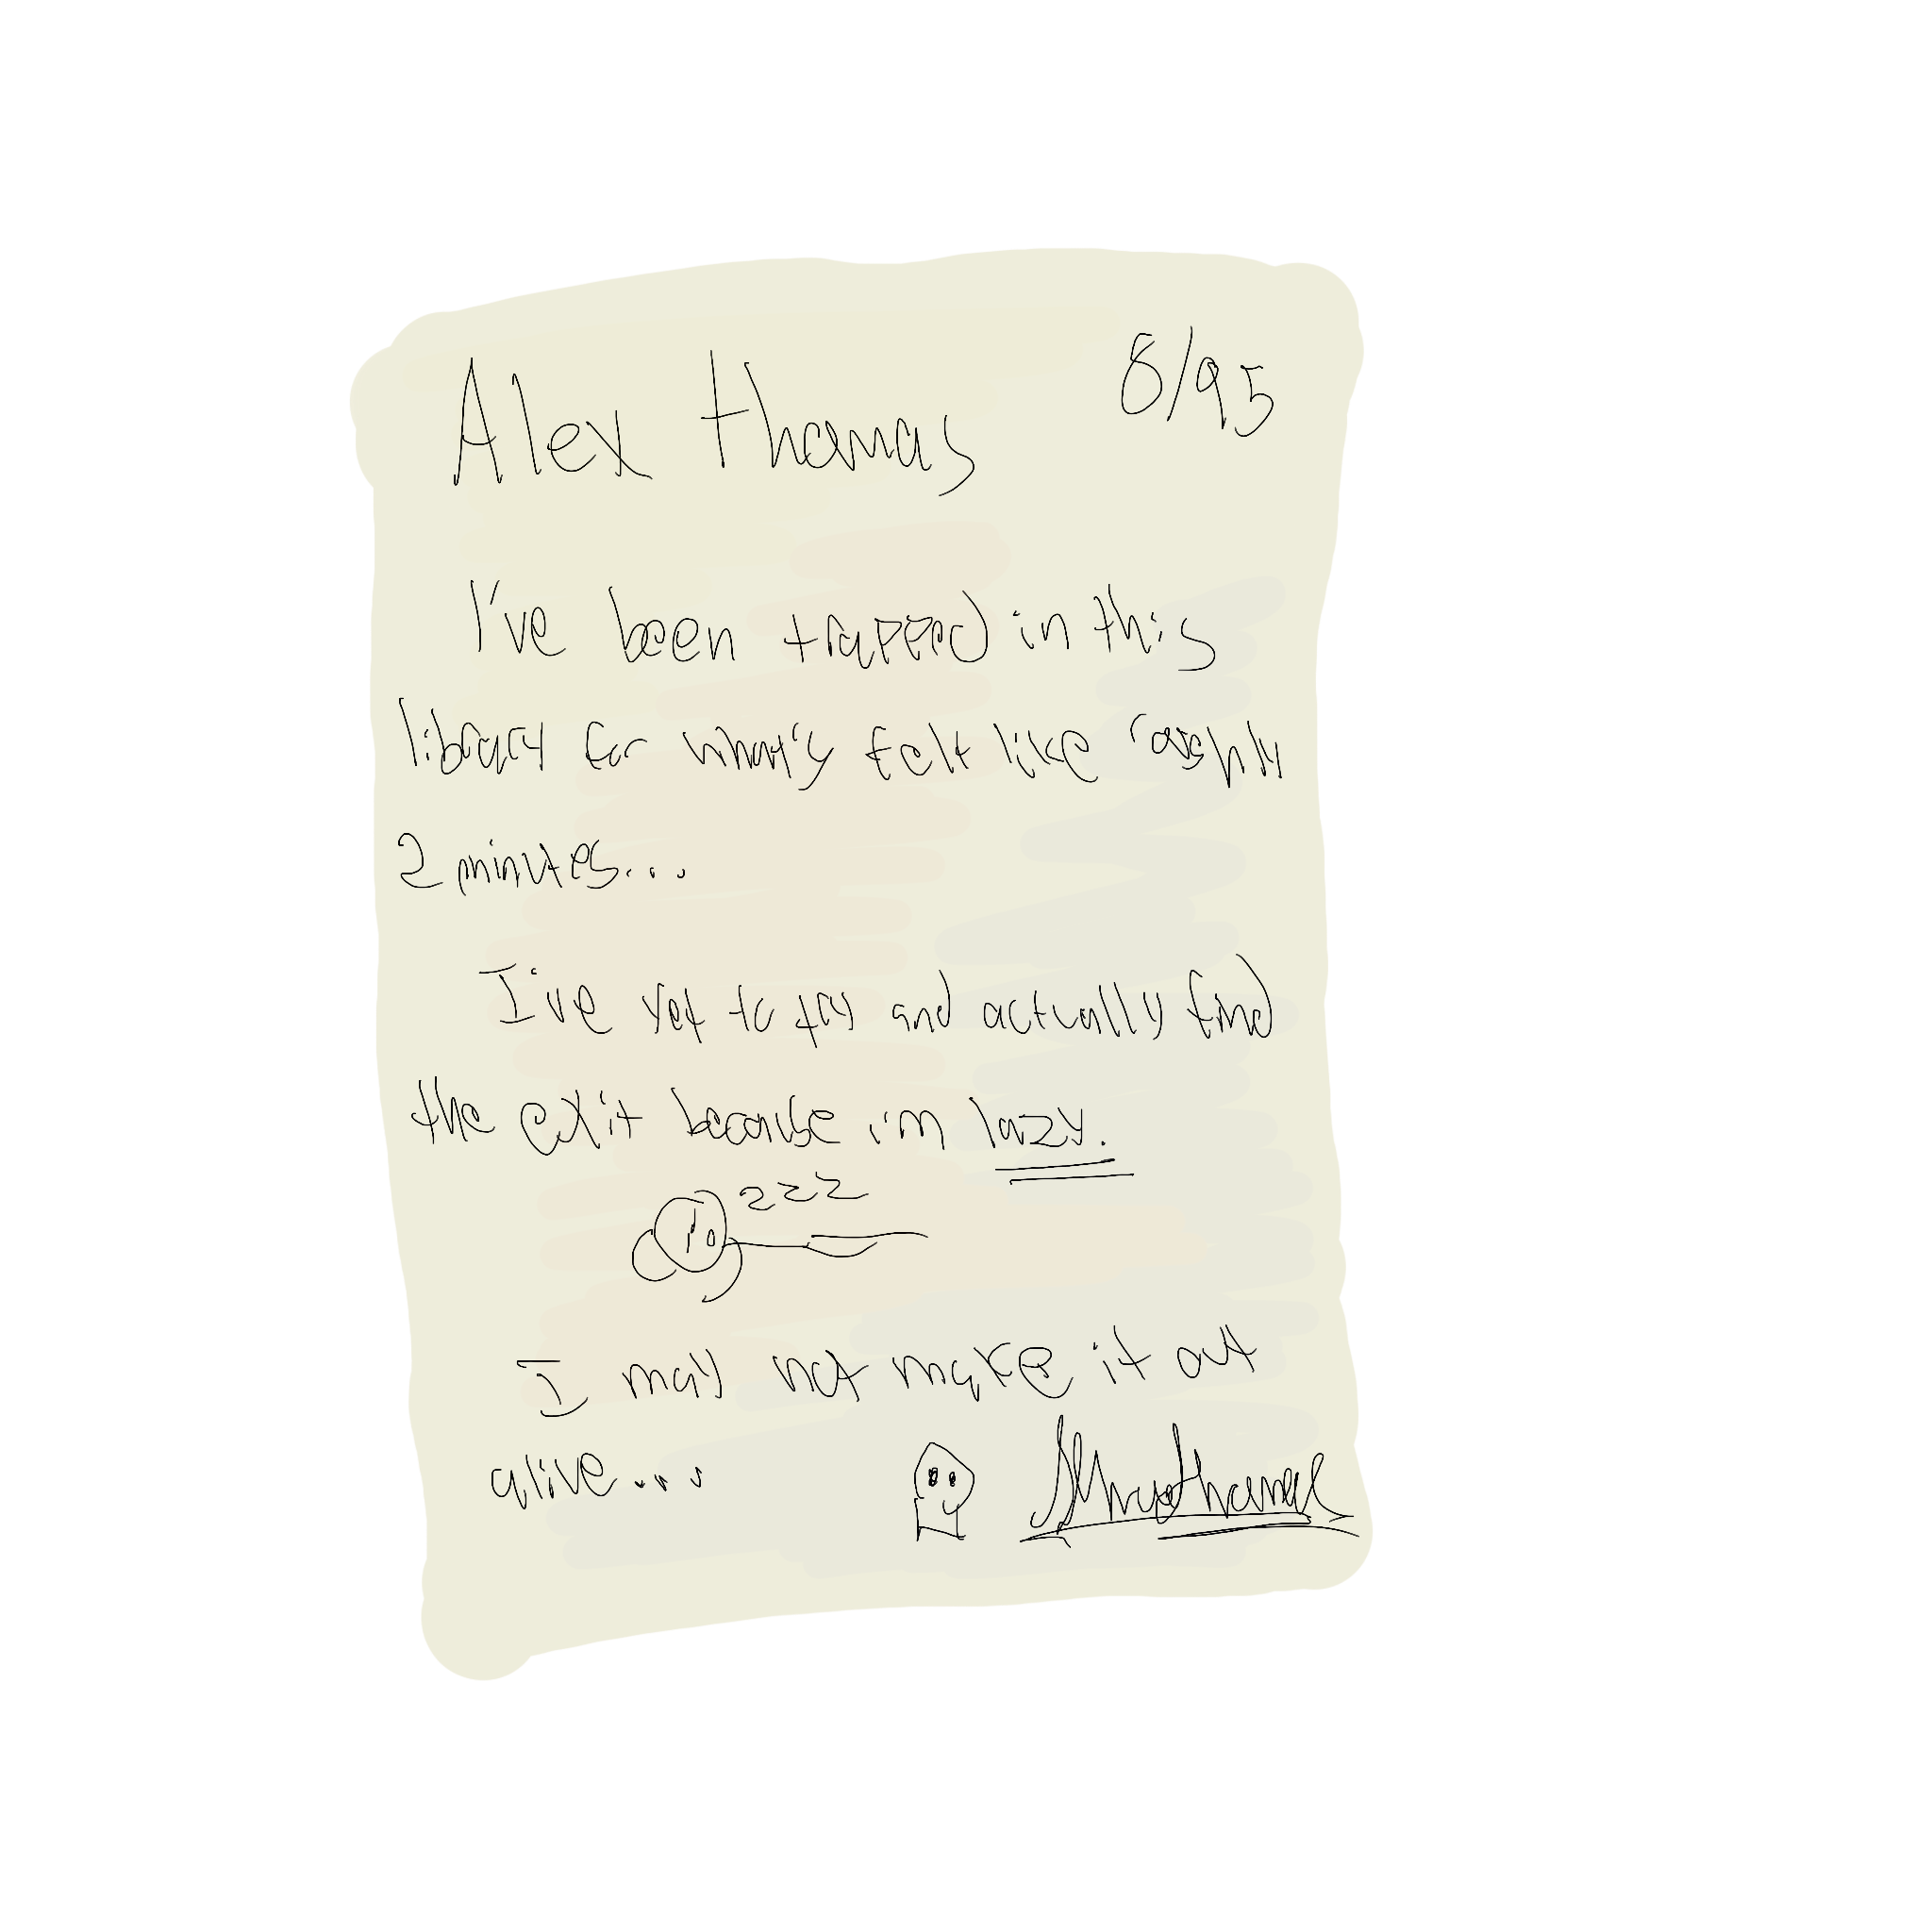 Alex thomas 8/95
I've been trapped in this
library for what's felt like roughly
2 minutes...
I've yet to try and actually find
the exit because i'm lazy.
zzz
I may not make it out
alive....